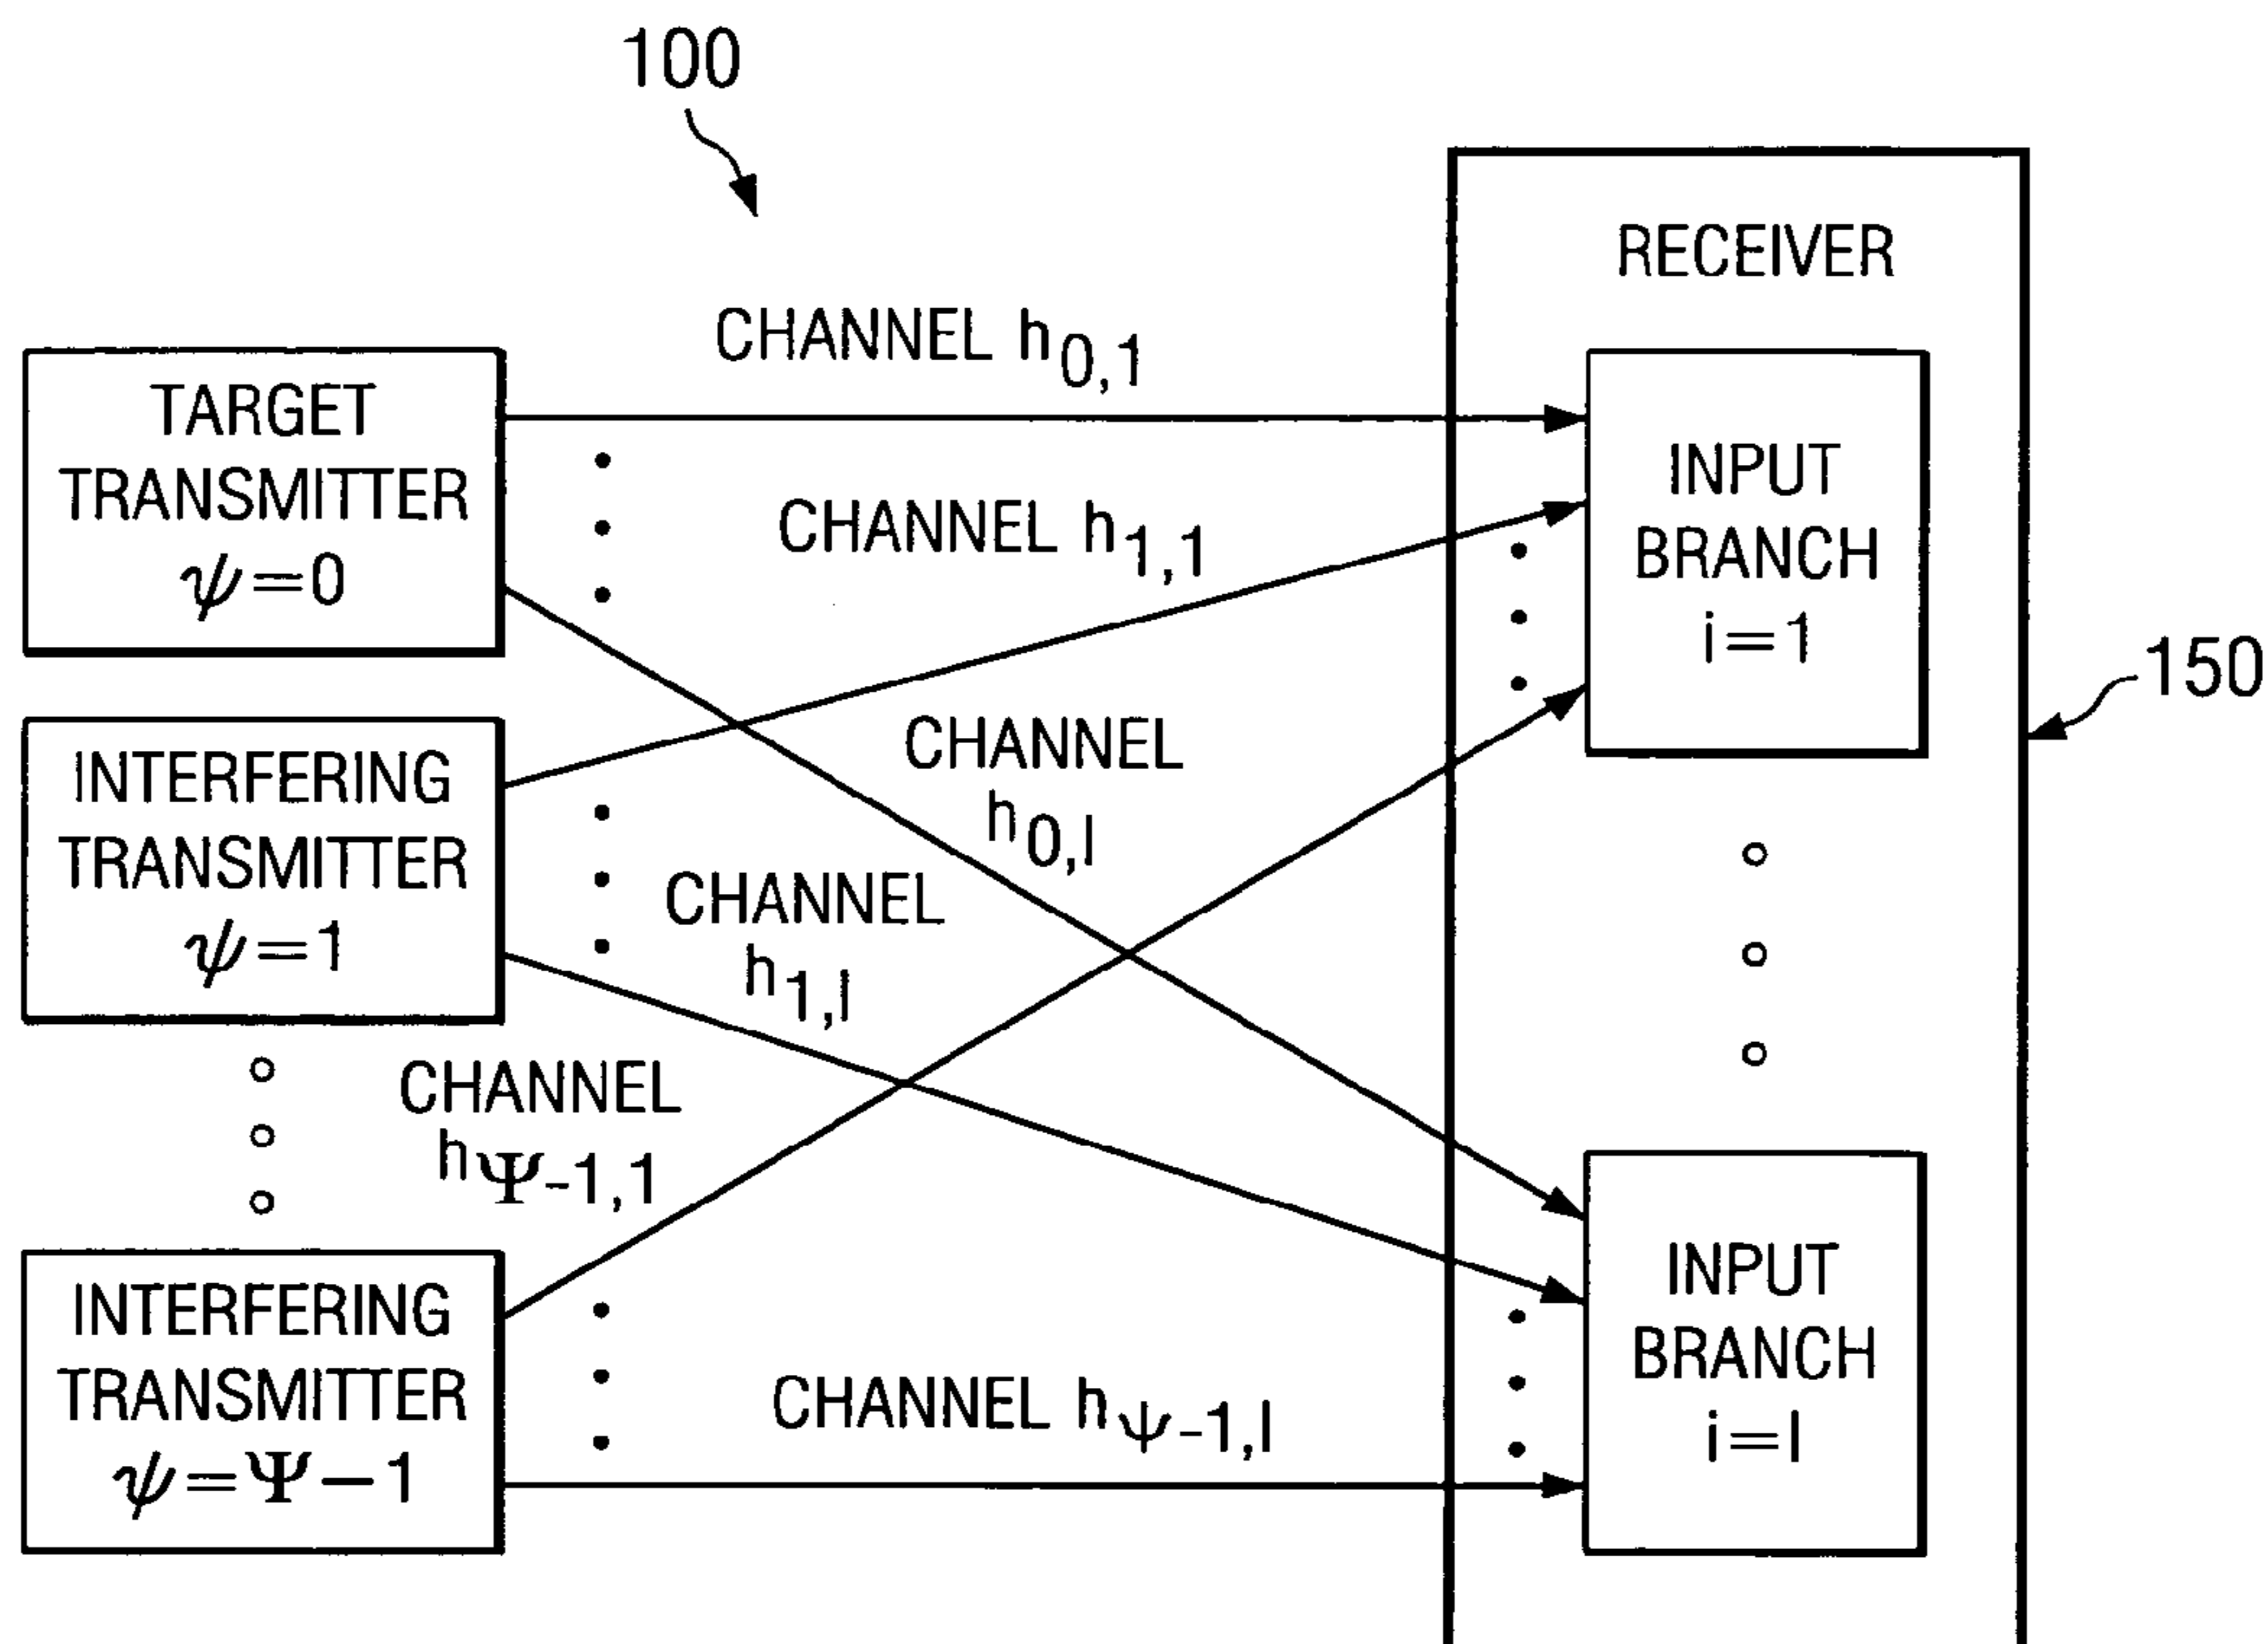 100
RECEIVER
CHANNEL h0,1
TARGET
TRANSMITTER
ψ=0
CHANNEL h1,1
INPUT
BRANCH
i=1
150
CHANNEL
h0,I
INTERFERING
TRANSMITTER
ψ=1
CHANNEL
h1,I
CHANNEL
hΨ-1,1
INTERFERING
TRANSMITTER
ψ=Ψ-1
CHANNEL hψ-1,I
INPUT
BRANCH
i=I